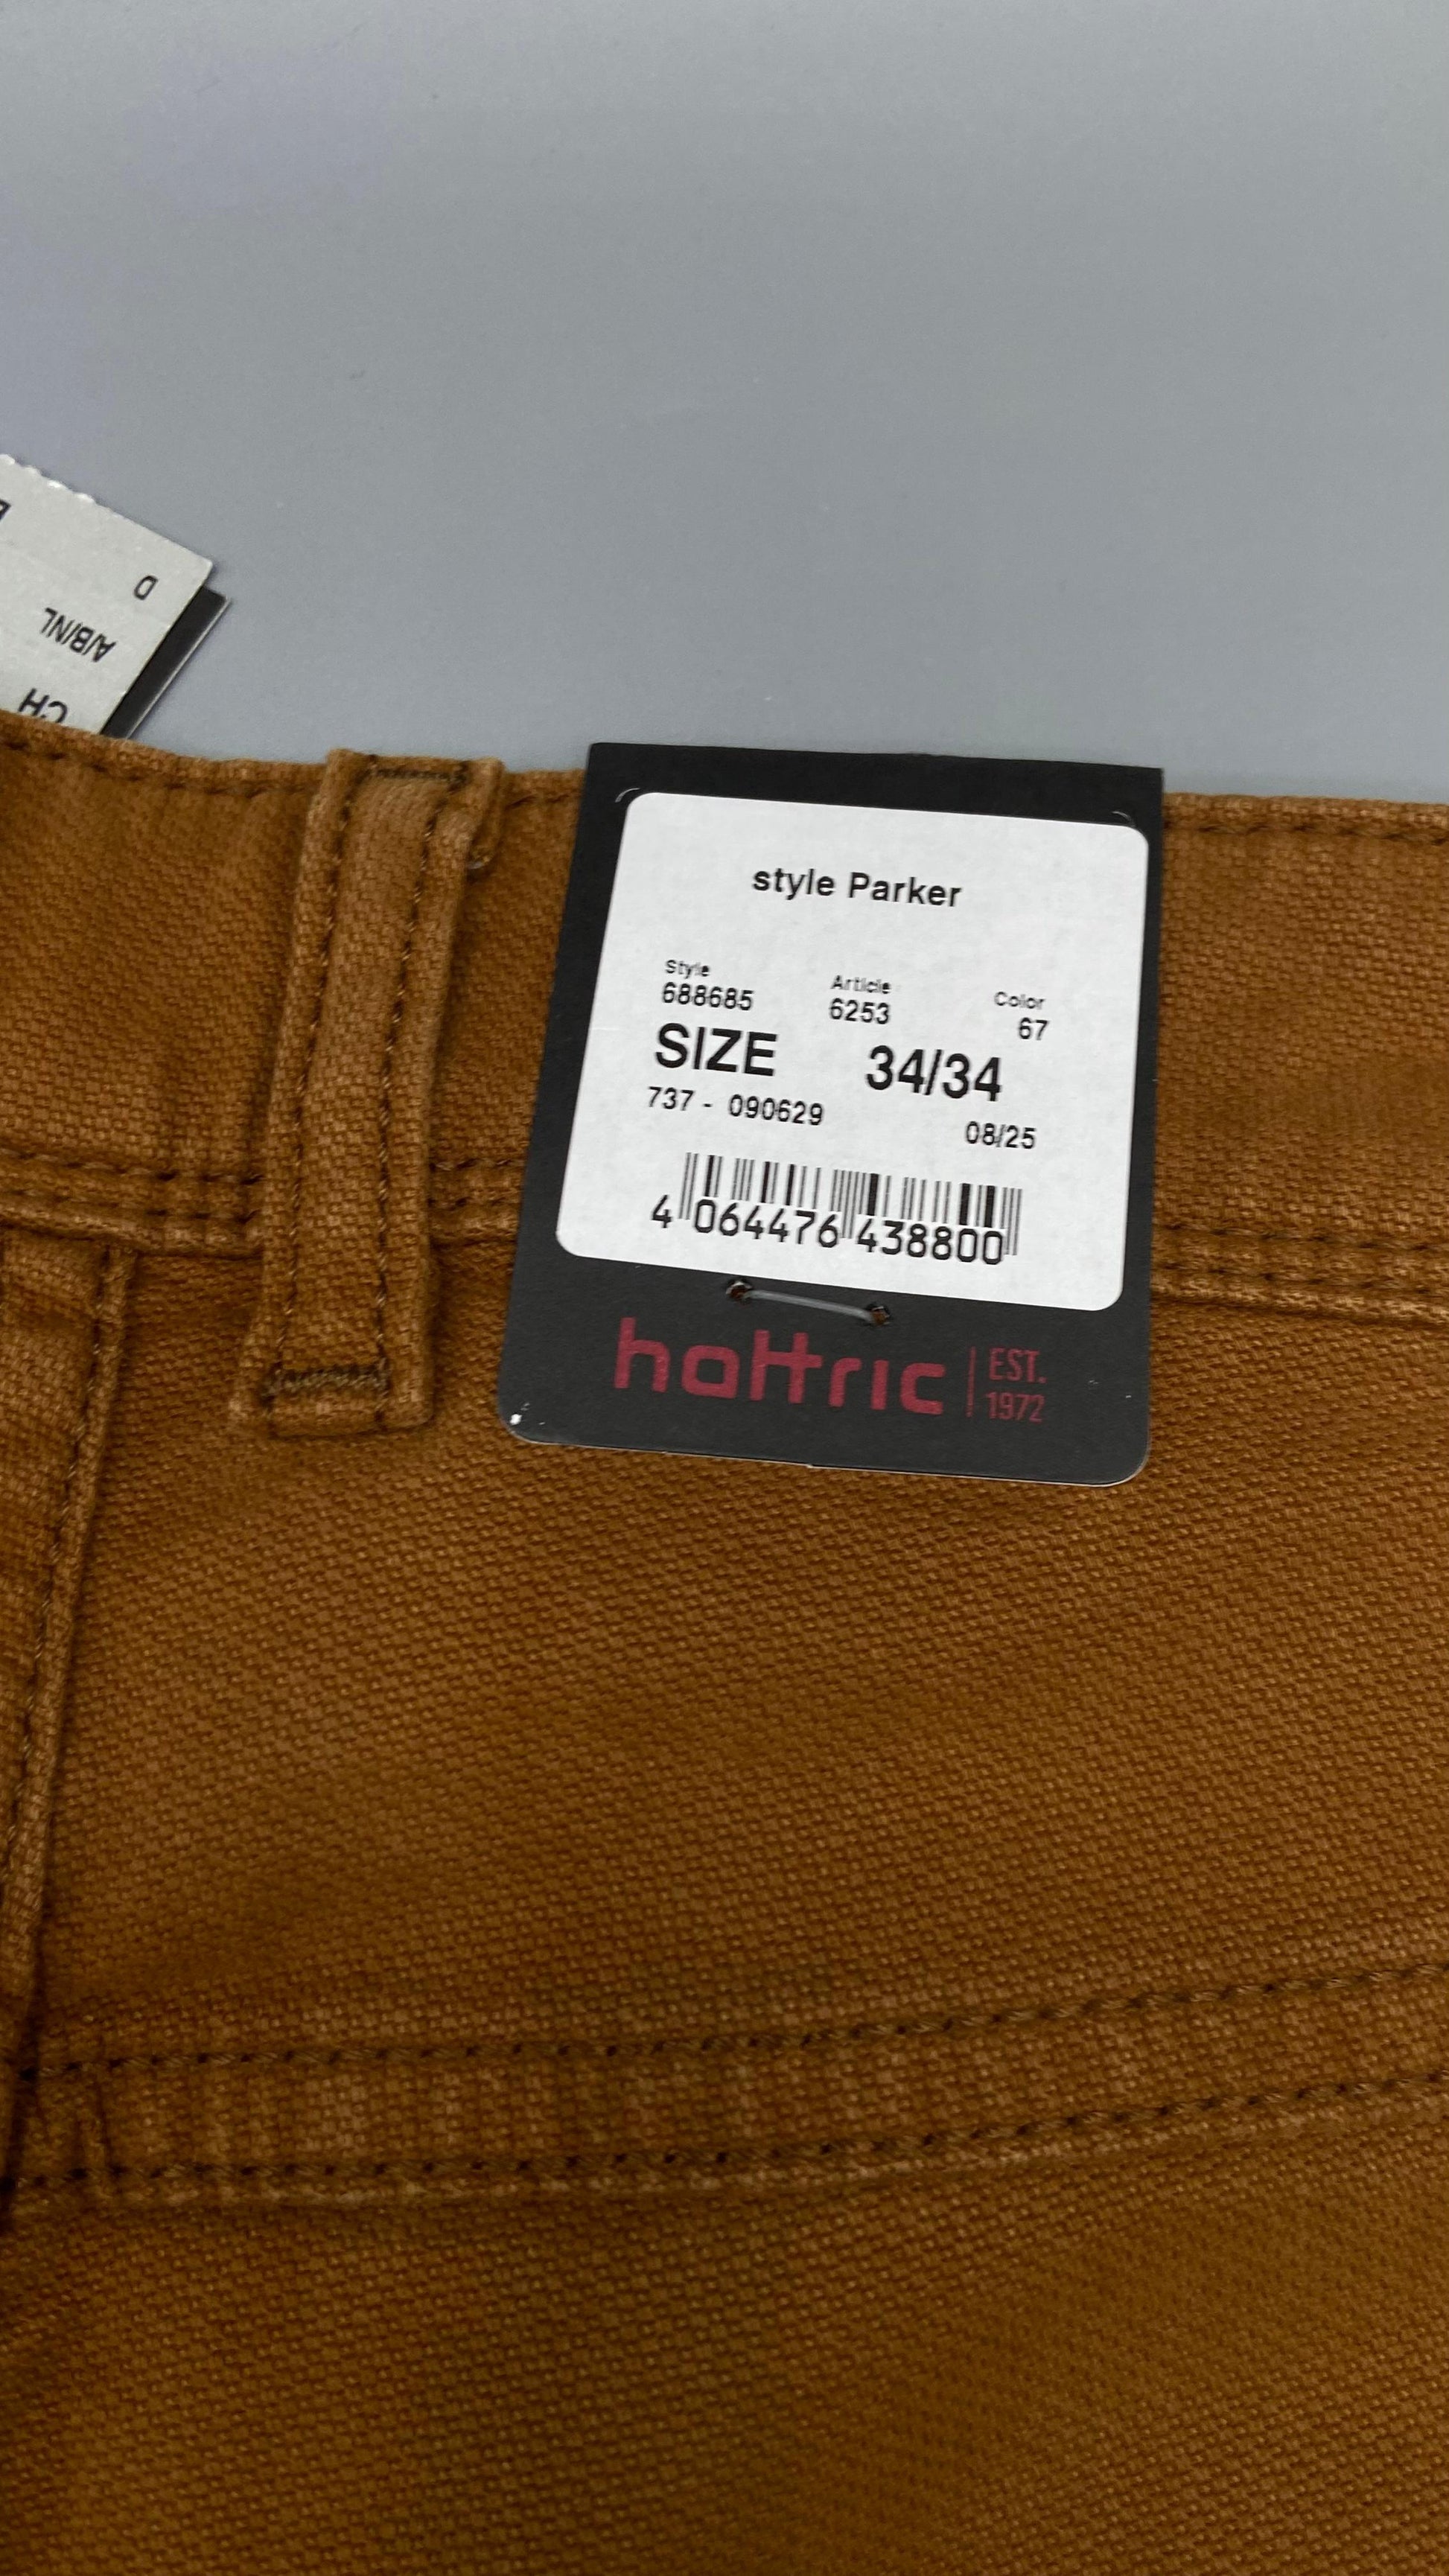 D
A/B/NL
CH
style Parker
Style Article Color
688685 6253 67
SIZE 34/34
737 - 090629 08/25
4 064476 438800
hattric | EST. 1972